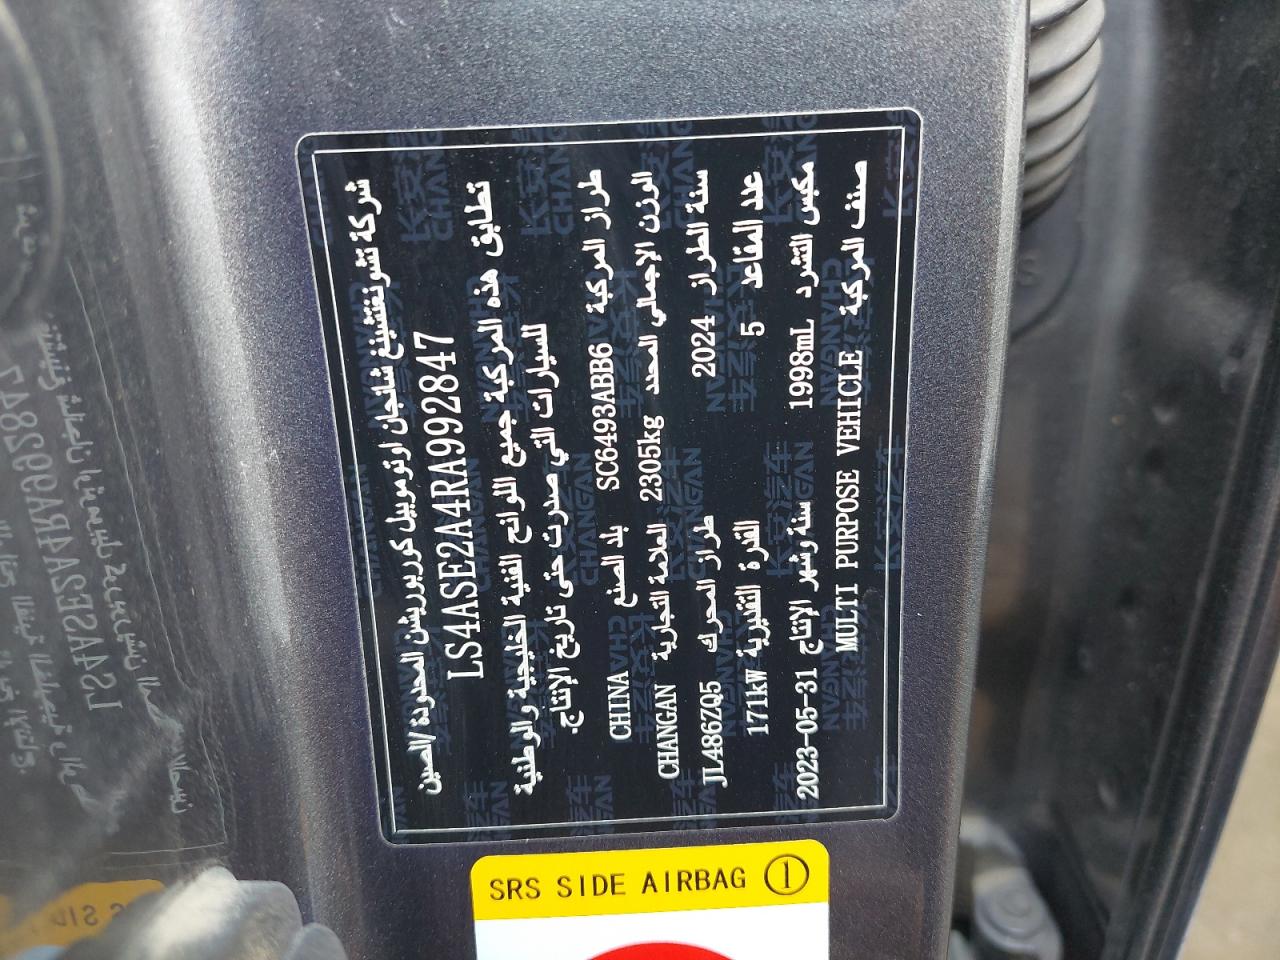 شركة تشونغتشينغ شانجان اوتوموبيل كوربوريشن المحدودة/الصين
LS4ASE2A4RA992847
تطابق هذه المركبة جميع اللوائح الفنية الخليجية والوطنية
للسيارات التي صدرت حتى تاريخ الإنتاج.
طراز المركبة SC6493ABB6 بلد الصنع CHINA
الوزن الإجمالي المحدد 2305kg العلامة التجارية CHANGAN
سنة الطراز 2024 طراز المحرك JL486ZQ5
عدد المقاعد 5 القدرة التقديرية 171kW
مكبس التشرد 1998mL سنة وشهر الإنتاج 2023-05-31
صنف المركبة MULTI PURPOSE VEHICLE
SRS SIDE AIRBAG ①